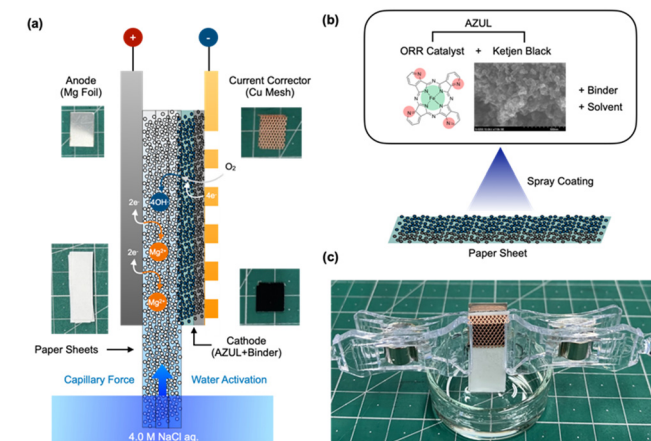 (a)
+
-
Anode
(Mg Foil)
Current Corrector
(Cu Mesh)
O₂
4OH⁻
4e⁻
2e⁻
Mg²⁺
2e⁻
Mg²⁺
Paper Sheets
Cathode
(AZUL+Binder)
Capillary Force
Water Activation
4.0 M NaCl aq.
(b)
AZUL
ORR Catalyst + Ketjen Black
+ Binder
+ Solvent
Spray Coating
Paper Sheet
(c)